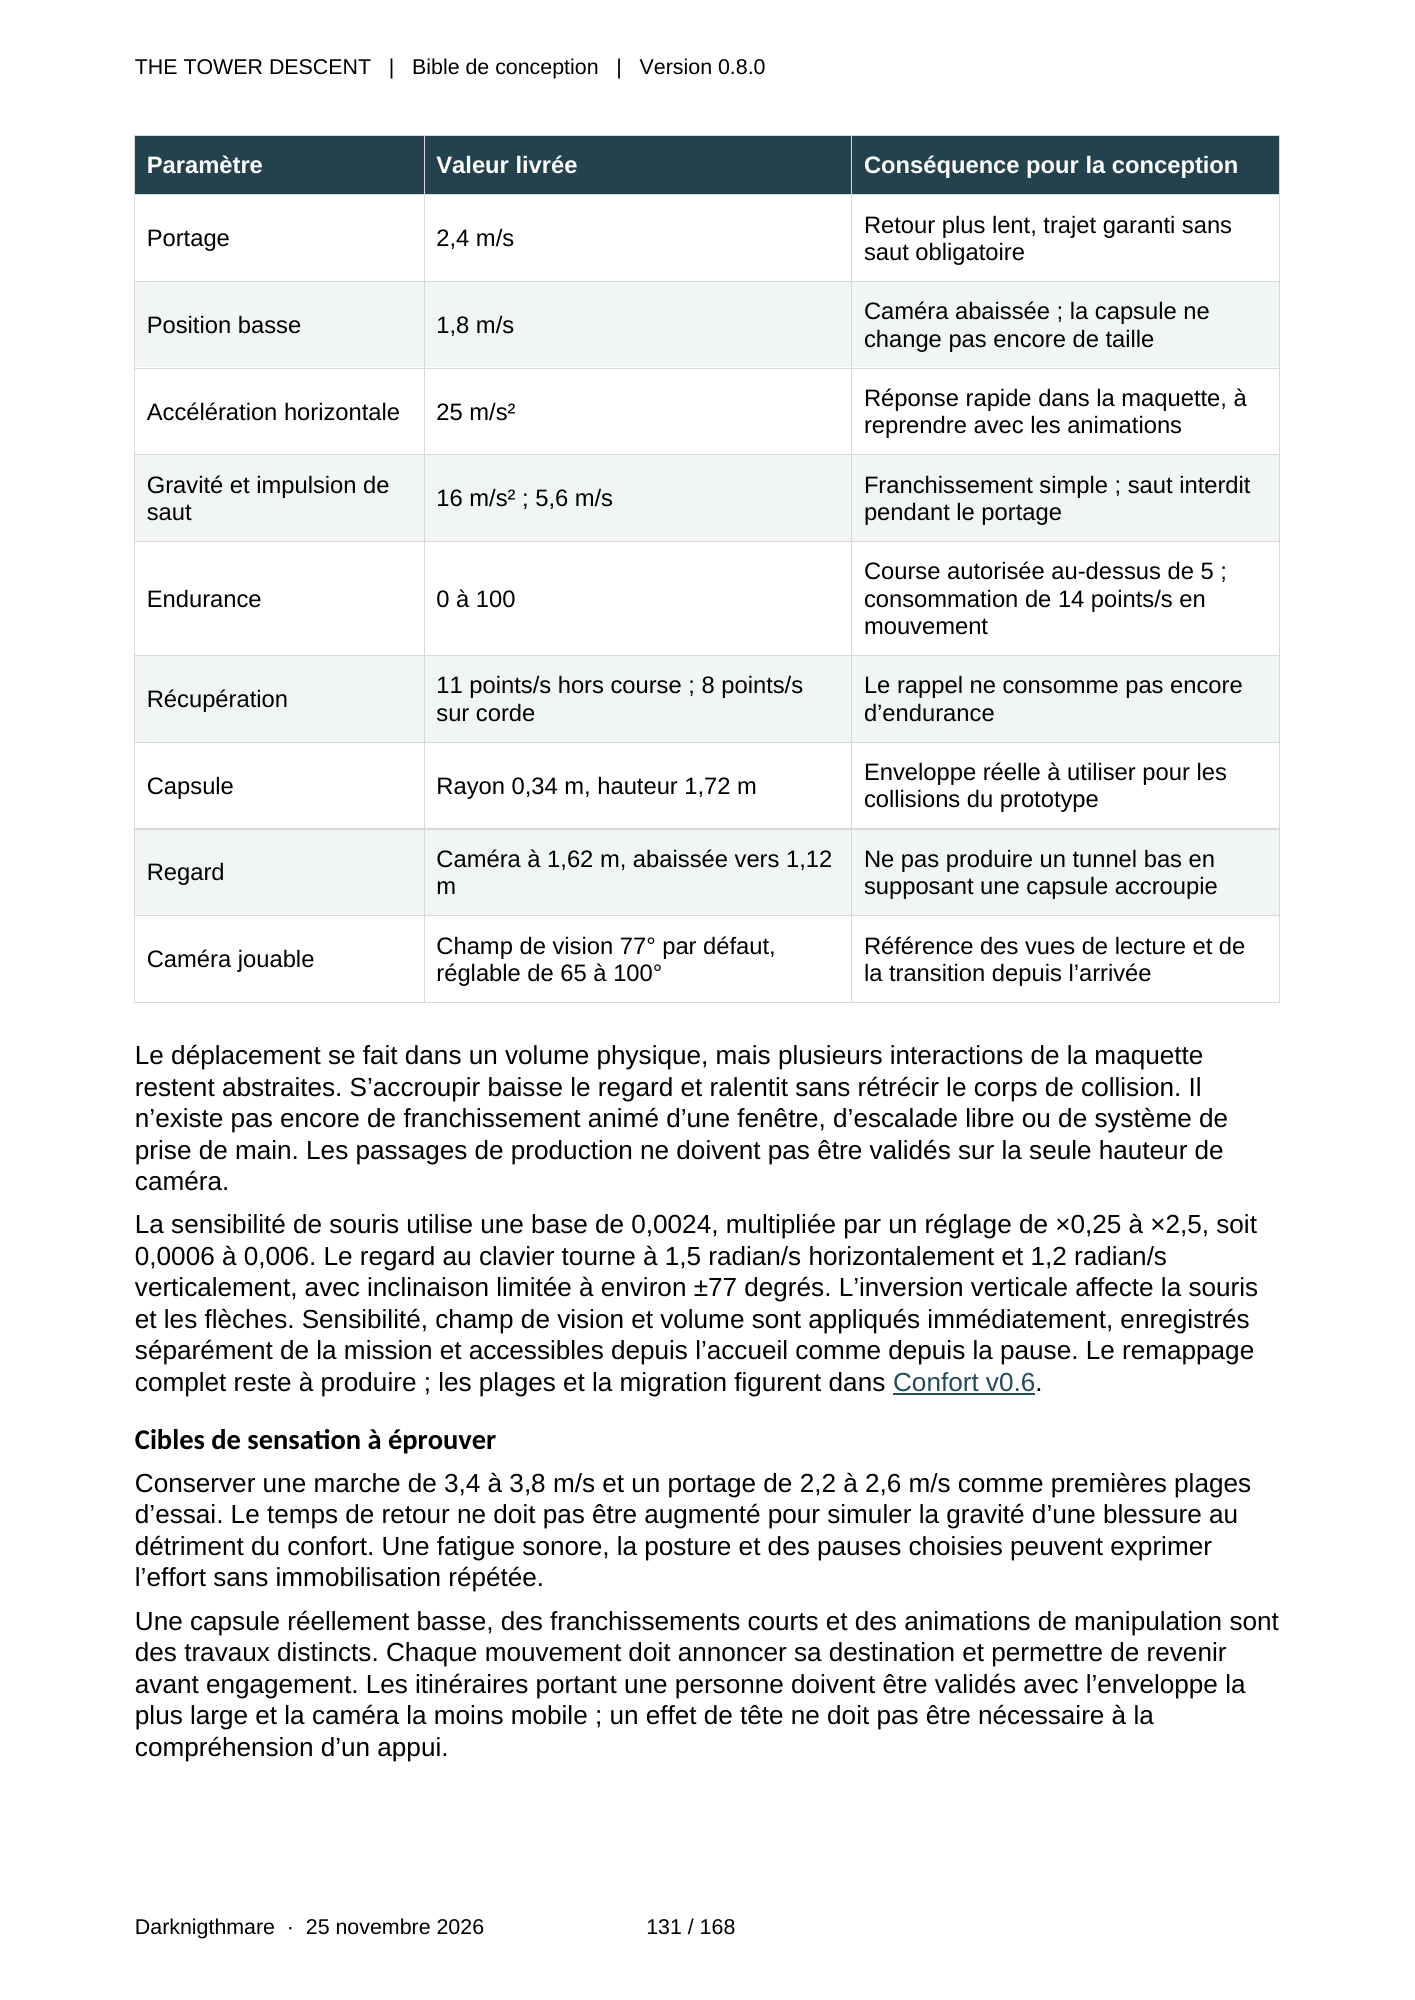 THE TOWER DESCENT | Bible de conception | Version 0.8.0
Paramètre
Valeur livrée
Conséquence pour la conception
Portage
2,4 m/s
Retour plus lent, trajet garanti sans
saut obligatoire
Position basse
1,8 m/s
Caméra abaissée ; la capsule ne
change pas encore de taille
Accélération horizontale
25 m/s²
Réponse rapide dans la maquette, à
reprendre avec les animations
Gravité et impulsion de
saut
16 m/s² ; 5,6 m/s
Franchissement simple ; saut interdit
pendant le portage
Endurance
0 à 100
Course autorisée au-dessus de 5 ;
consommation de 14 points/s en
mouvement
Récupération
11 points/s hors course ; 8 points/s
sur corde
Le rappel ne consomme pas encore
d’endurance
Capsule
Rayon 0,34 m, hauteur 1,72 m
Enveloppe réelle à utiliser pour les
collisions du prototype
Regard
Caméra à 1,62 m, abaissée vers 1,12
m
Ne pas produire un tunnel bas en
supposant une capsule accroupie
Caméra jouable
Champ de vision 77° par défaut,
réglable de 65 à 100°
Référence des vues de lecture et de
la transition depuis l’arrivée
Le déplacement se fait dans un volume physique, mais plusieurs interactions de la maquette
restent abstraites. S’accroupir baisse le regard et ralentit sans rétrécir le corps de collision. Il
n’existe pas encore de franchissement animé d’une fenêtre, d’escalade libre ou de système de
prise de main. Les passages de production ne doivent pas être validés sur la seule hauteur de
caméra.
La sensibilité de souris utilise une base de 0,0024, multipliée par un réglage de ×0,25 à ×2,5, soit
0,0006 à 0,006. Le regard au clavier tourne à 1,5 radian/s horizontalement et 1,2 radian/s
verticalement, avec inclinaison limitée à environ ±77 degrés. L’inversion verticale affecte la souris
et les flèches. Sensibilité, champ de vision et volume sont appliqués immédiatement, enregistrés
séparément de la mission et accessibles depuis l’accueil comme depuis la pause. Le remappage
complet reste à produire ; les plages et la migration figurent dans Confort v0.6.
Cibles de sensation à éprouver
Conserver une marche de 3,4 à 3,8 m/s et un portage de 2,2 à 2,6 m/s comme premières plages
d’essai. Le temps de retour ne doit pas être augmenté pour simuler la gravité d’une blessure au
détriment du confort. Une fatigue sonore, la posture et des pauses choisies peuvent exprimer
l’effort sans immobilisation répétée.
Une capsule réellement basse, des franchissements courts et des animations de manipulation sont
des travaux distincts. Chaque mouvement doit annoncer sa destination et permettre de revenir
avant engagement. Les itinéraires portant une personne doivent être validés avec l’enveloppe la
plus large et la caméra la moins mobile ; un effet de tête ne doit pas être nécessaire à la
compréhension d’un appui.
Darknigthmare · 25 novembre 2026
131 / 168